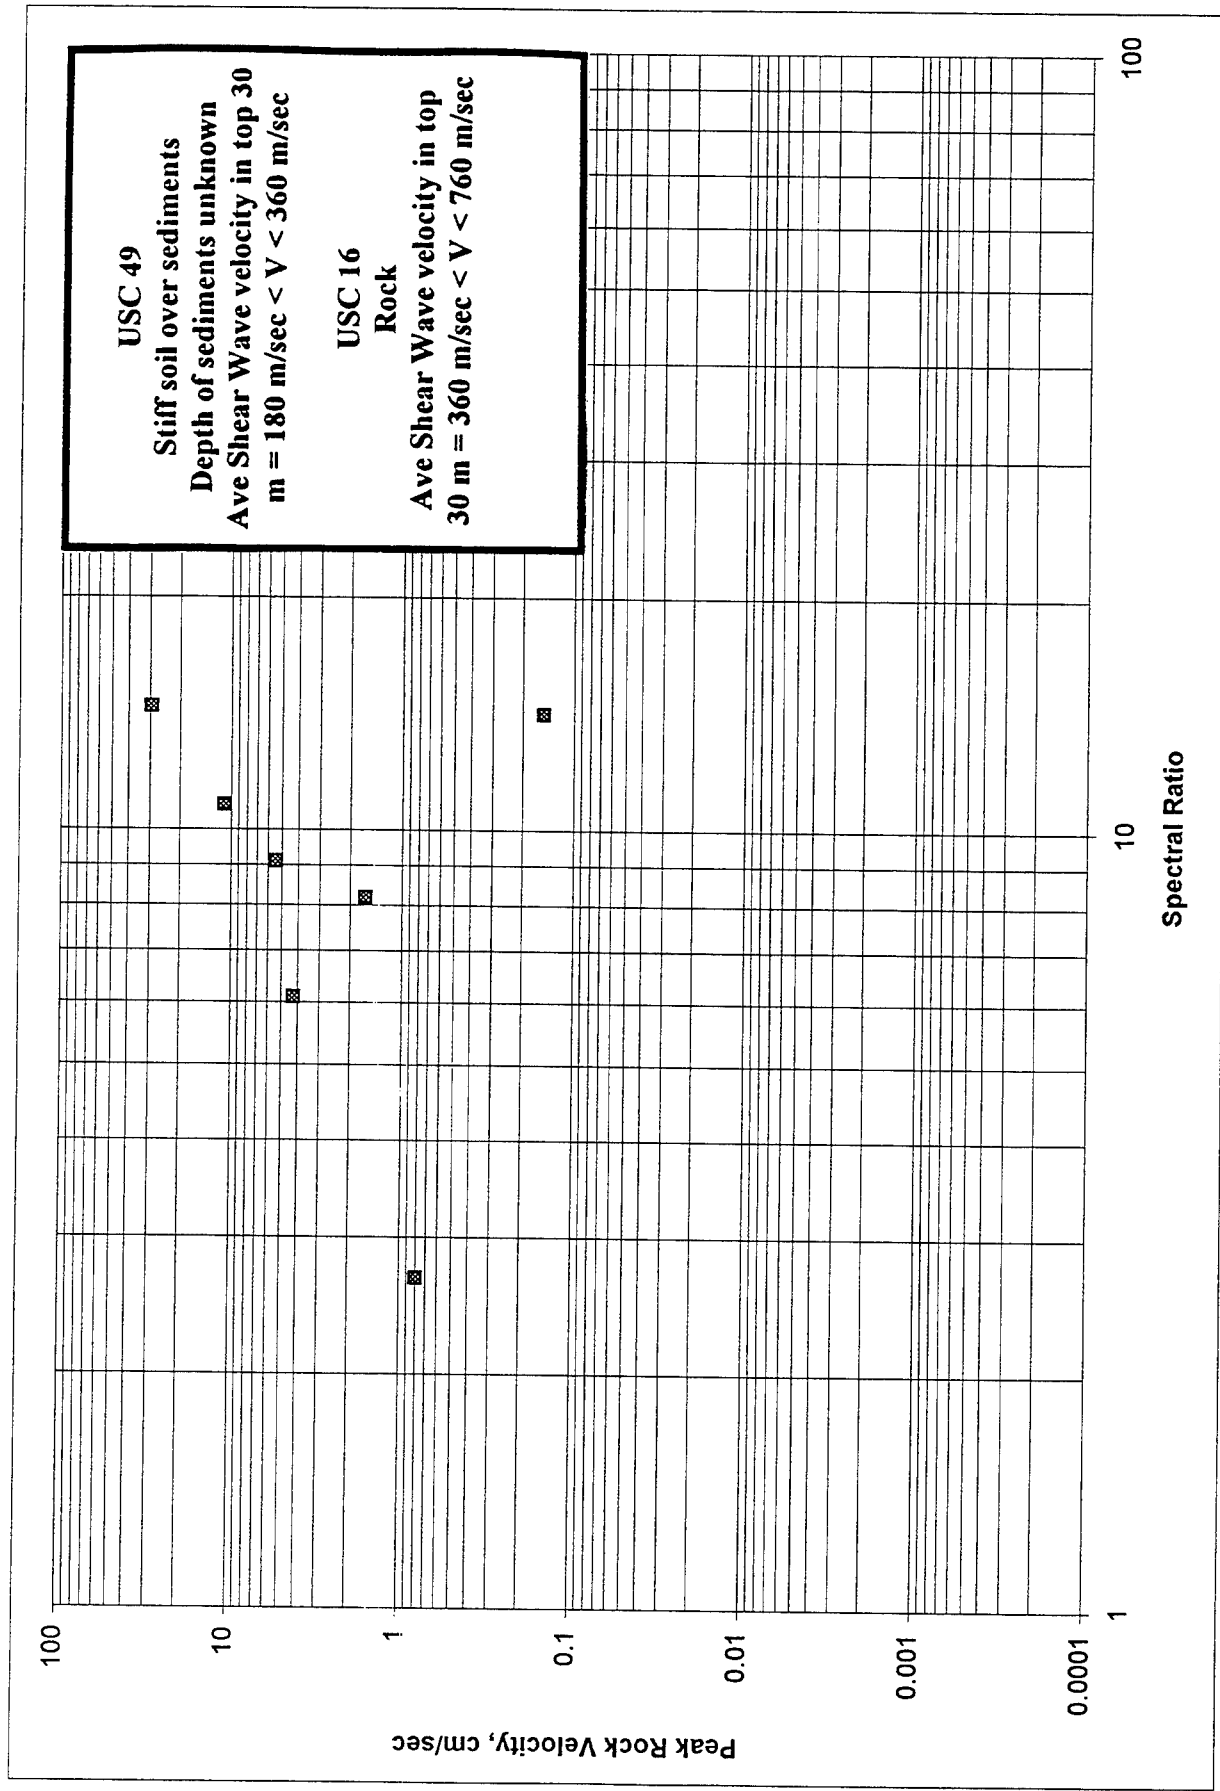 USC 49
Stiff soil over sediments
Depth of sediments unknown
Ave Shear Wave velocity in top 30
m = 180 m/sec < V < 360 m/sec
USC 16
Rock
Ave Shear Wave velocity in top
30 m = 360 m/sec < V < 760 m/sec
Peak Rock Velocity, cm/sec
100
10
1
0.1
0.01
0.001
0.0001
1
10
100
Spectral Ratio